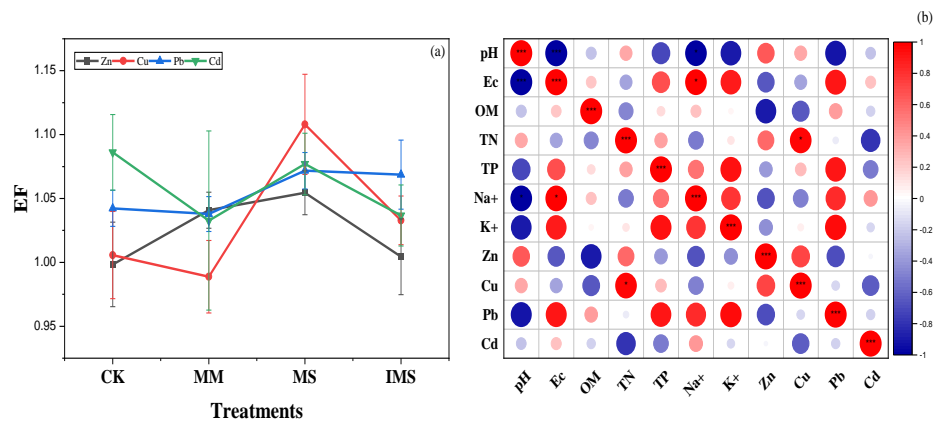 (a)
Zn Cu Pb Cd
1.15
1.10
1.05
1.00
0.95
EF
CK MM MS IMS
Treatments
(b)
pH *** 
Ec *** *
OM ***
TN *** *
TP ***
Na+ * ***
K+ ***
Zn ***
Cu * ***
Pb ***
Cd ***
pH Ec OM TN TP Na+ K+ Zn Cu Pb Cd
1
0.8
0.6
0.4
0.2
0
-0.2
-0.4
-0.6
-0.8
-1